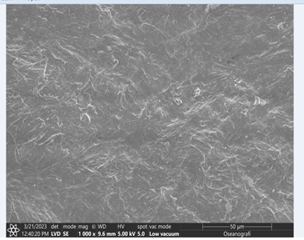 3/21/2023 det mode mag WD HV spot vac mode 50 µm
12:40:20 PM LVD SE 1 000 x 9.6 mm 5.00 kV 5.0 Low vacuum Oseanografi